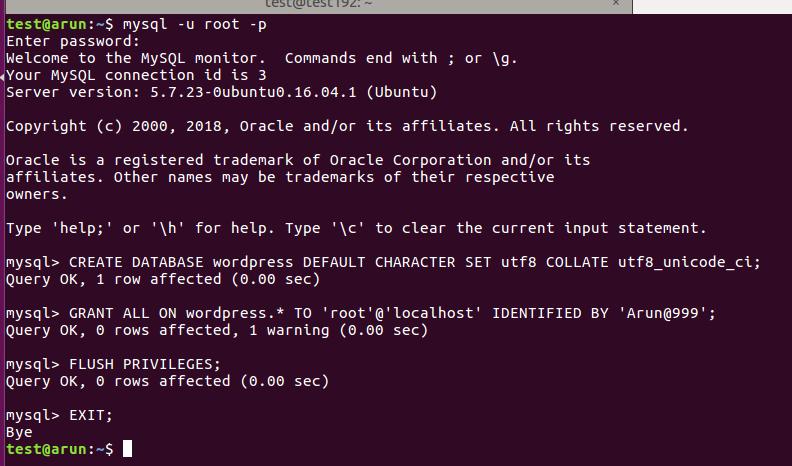 test@test192: ~
test@arun:~$ mysql -u root -p
Enter password:
Welcome to the MySQL monitor.  Commands end with ; or \g.
Your MySQL connection id is 3
Server version: 5.7.23-0ubuntu0.16.04.1 (Ubuntu)
Copyright (c) 2000, 2018, Oracle and/or its affiliates. All rights reserved.
Oracle is a registered trademark of Oracle Corporation and/or its
affiliates. Other names may be trademarks of their respective
owners.
Type 'help;' or '\h' for help. Type '\c' to clear the current input statement.
mysql> CREATE DATABASE wordpress DEFAULT CHARACTER SET utf8 COLLATE utf8_unicode_ci;
Query OK, 1 row affected (0.00 sec)
mysql> GRANT ALL ON wordpress.* TO 'root'@'localhost' IDENTIFIED BY 'Arun@999';
Query OK, 0 rows affected, 1 warning (0.00 sec)
mysql> FLUSH PRIVILEGES;
Query OK, 0 rows affected (0.00 sec)
mysql> EXIT;
Bye
test@arun:~$